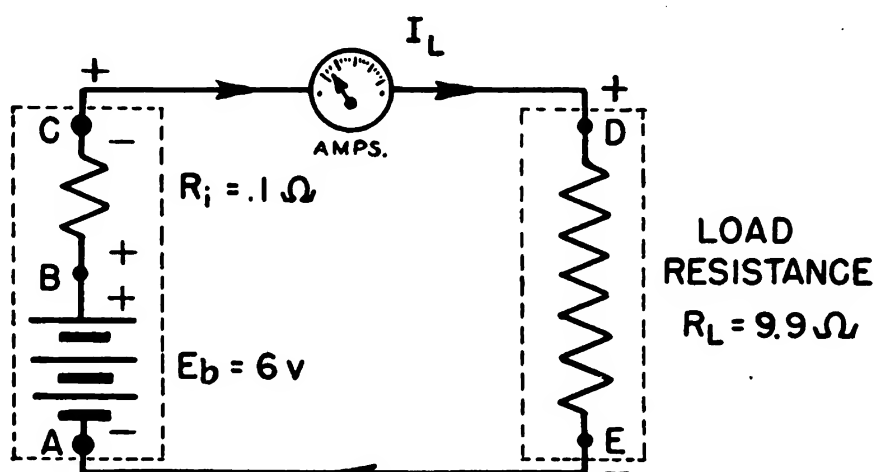 I_L
+
+
C
−
AMPS.
D
R_i = .1 Ω
LOAD
RESISTANCE
R_L = 9.9 Ω
B
+
+
E_b = 6 v
A
−
E